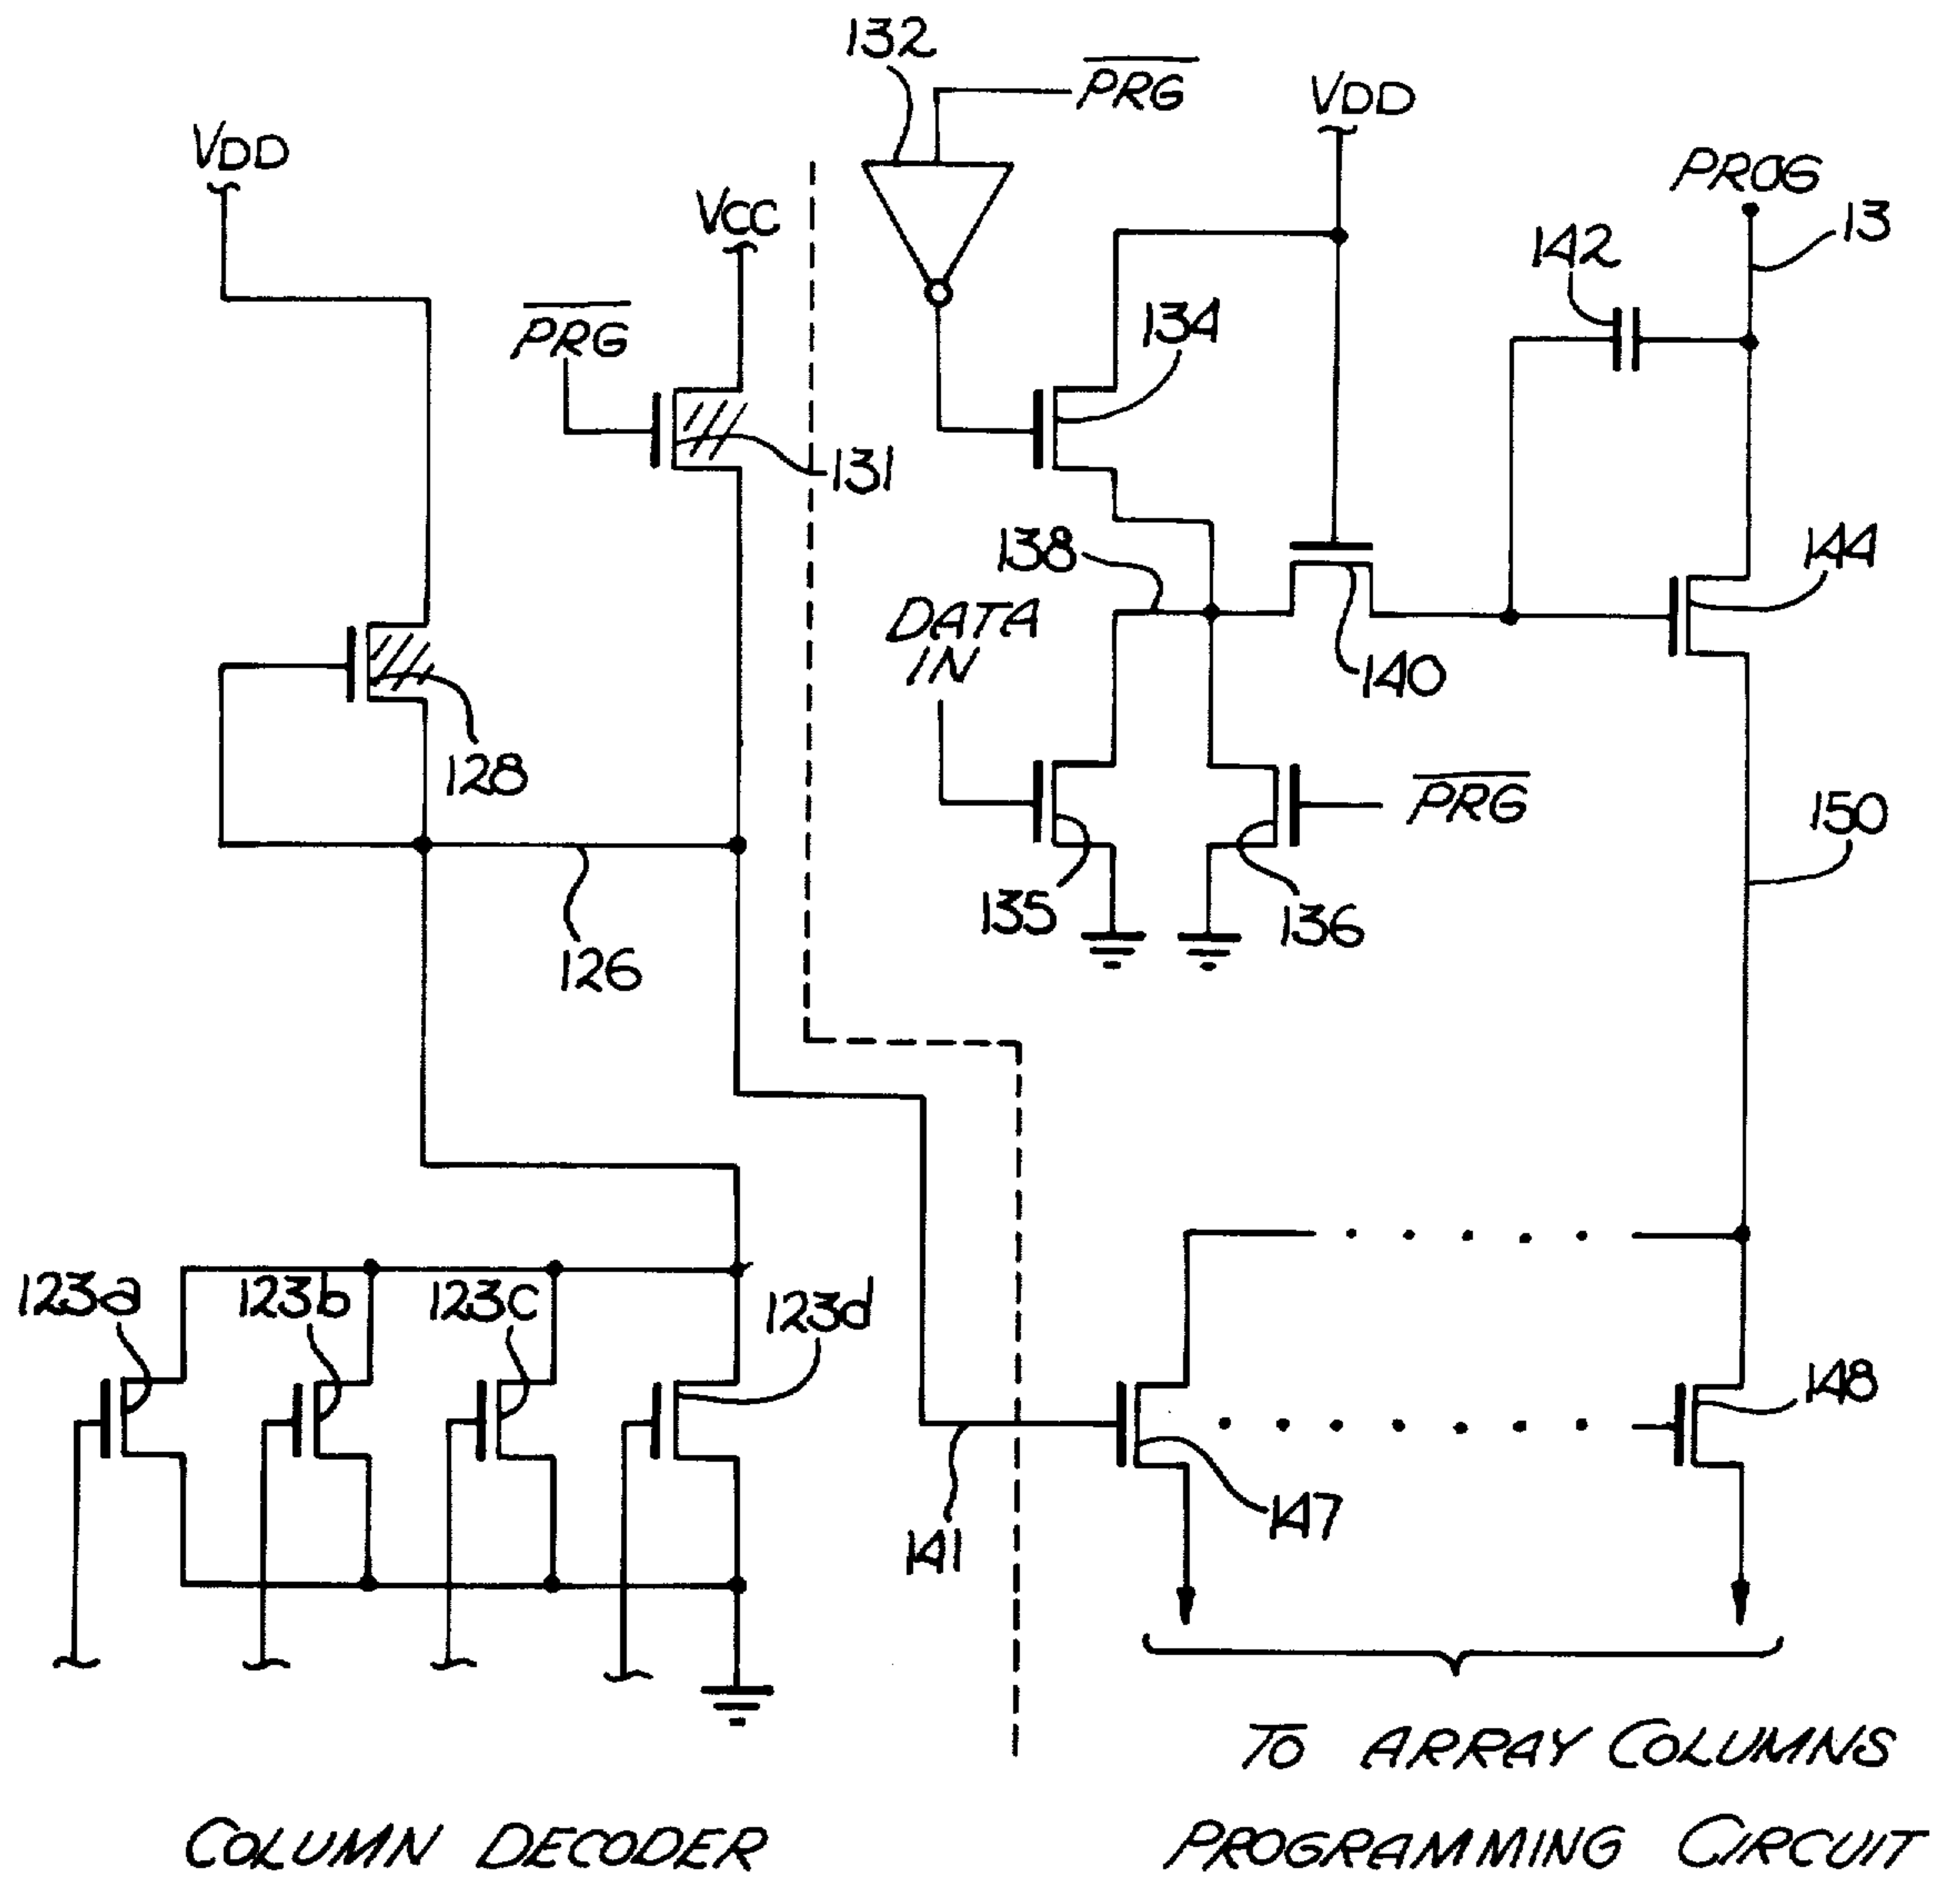 132
PRG
VDD
VDD
PROG
VCC
13
142
PRG
134
131
138
144
DATA
IN
140
128
PRG
150
135
136
126
123a
123b
123c
123d
148
147
141
TO ARRAY COLUMNS
COLUMN DECODER
PROGRAMMING CIRCUIT